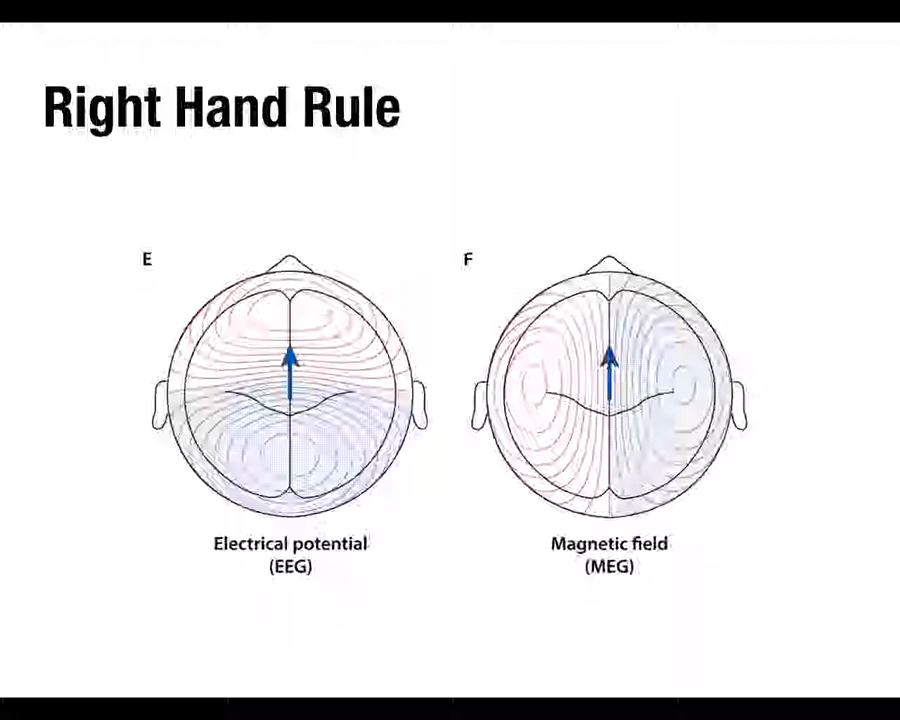 Right Hand Rule
E
F
Electrical potential
(EEG)
Magnetic field
(MEG)